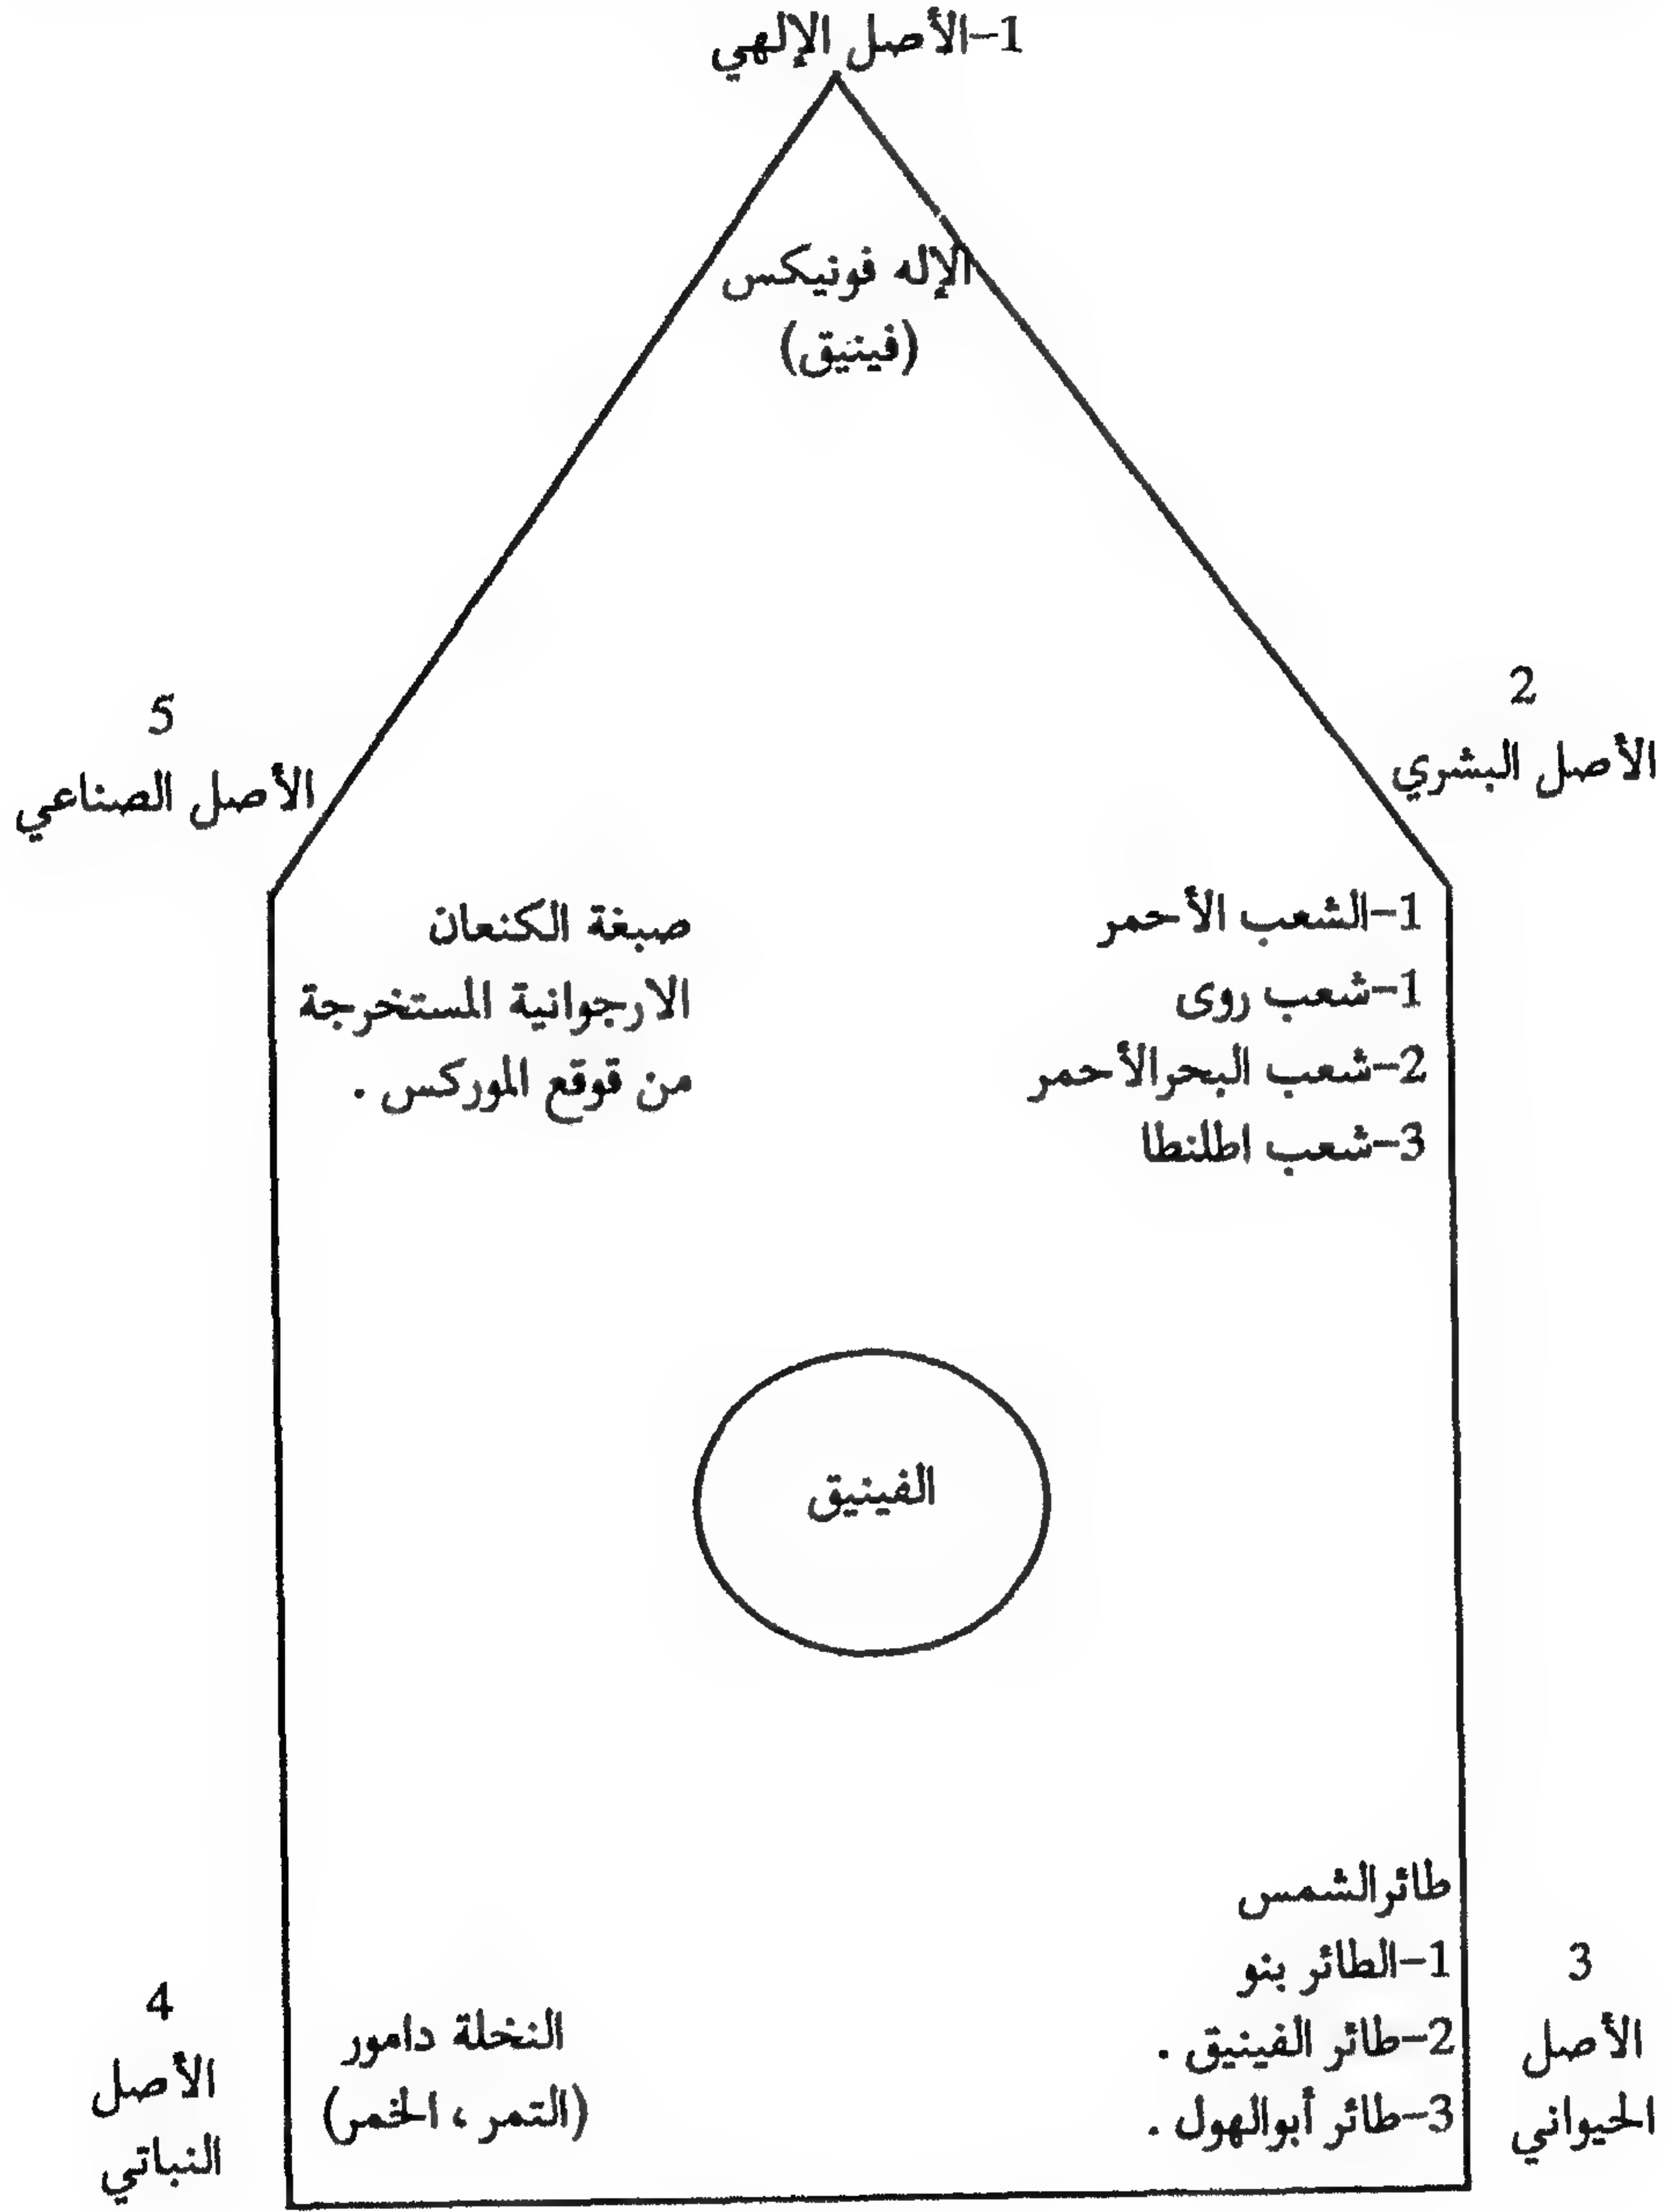 1-الأصل الإلهي
الإله فونيكس
(فينيق)
2
الأصل البشري
5
الأصل الصناعي
1-الشعب الأحمر
1-شعب روى
2-شعب البحرالأحمر
3-شعب اطلنطا
صبغة الكنعان
الارجوانية المستخرجة
من قوقع الموركس .
الفينيق
طائرالشمس
1-الطائر بنو
2-طائر الفينيق .
3-طائر أبوالهول .
3
الأصل
الحيواني
النخلة دامور
(التمر ، الخمر)
4
الأصل
النباتي